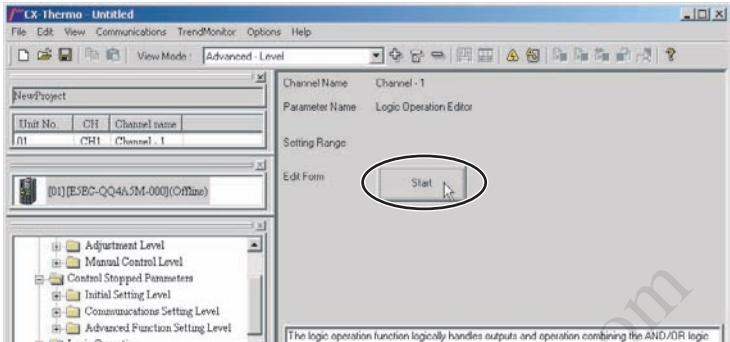 CX-Thermo - Untitled
File Edit View Communications TrendMonitor Options Help
View Mode : Advanced - Level
NewProject
Unit No. CH Channel name
01 CH1 Channel - 1
[01] [E5EC-QQ4A5M-000](Offline)
Adjustment Level
Manual Control Level
Control Stopped Parameters
Initial Setting Level
Communications Setting Level
Advanced Function Setting Level
Channel Name Channel - 1
Parameter Name Logic Operation Editor
Setting Range
Edit Form Start
The logic operation function logically handles outputs and operation combining the AND/OR logic